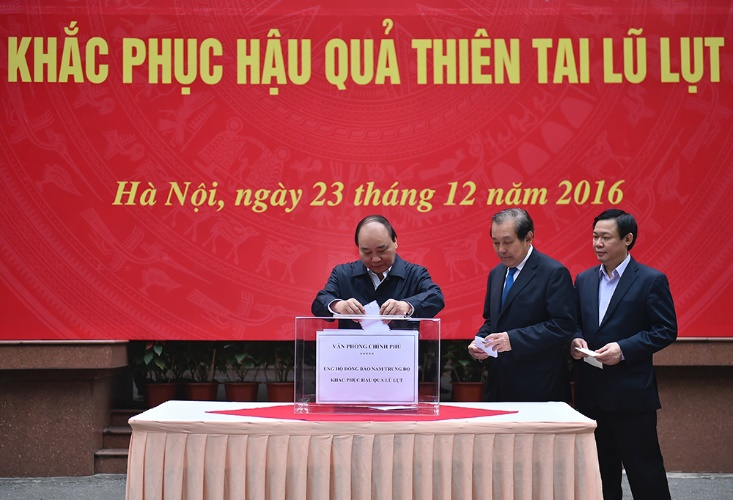 KHẮC PHỤC HẬU QUẢ THIÊN TAI LŨ LỤT
Hà Nội, ngày 23 tháng 12 năm 2016
VĂN PHÒNG CHÍNH PHỦ
*****
ỦNG HỘ ĐỒNG BÀO NAM TRUNG BỘ
KHẮC PHỤC HẬU QUẢ LŨ LỤT